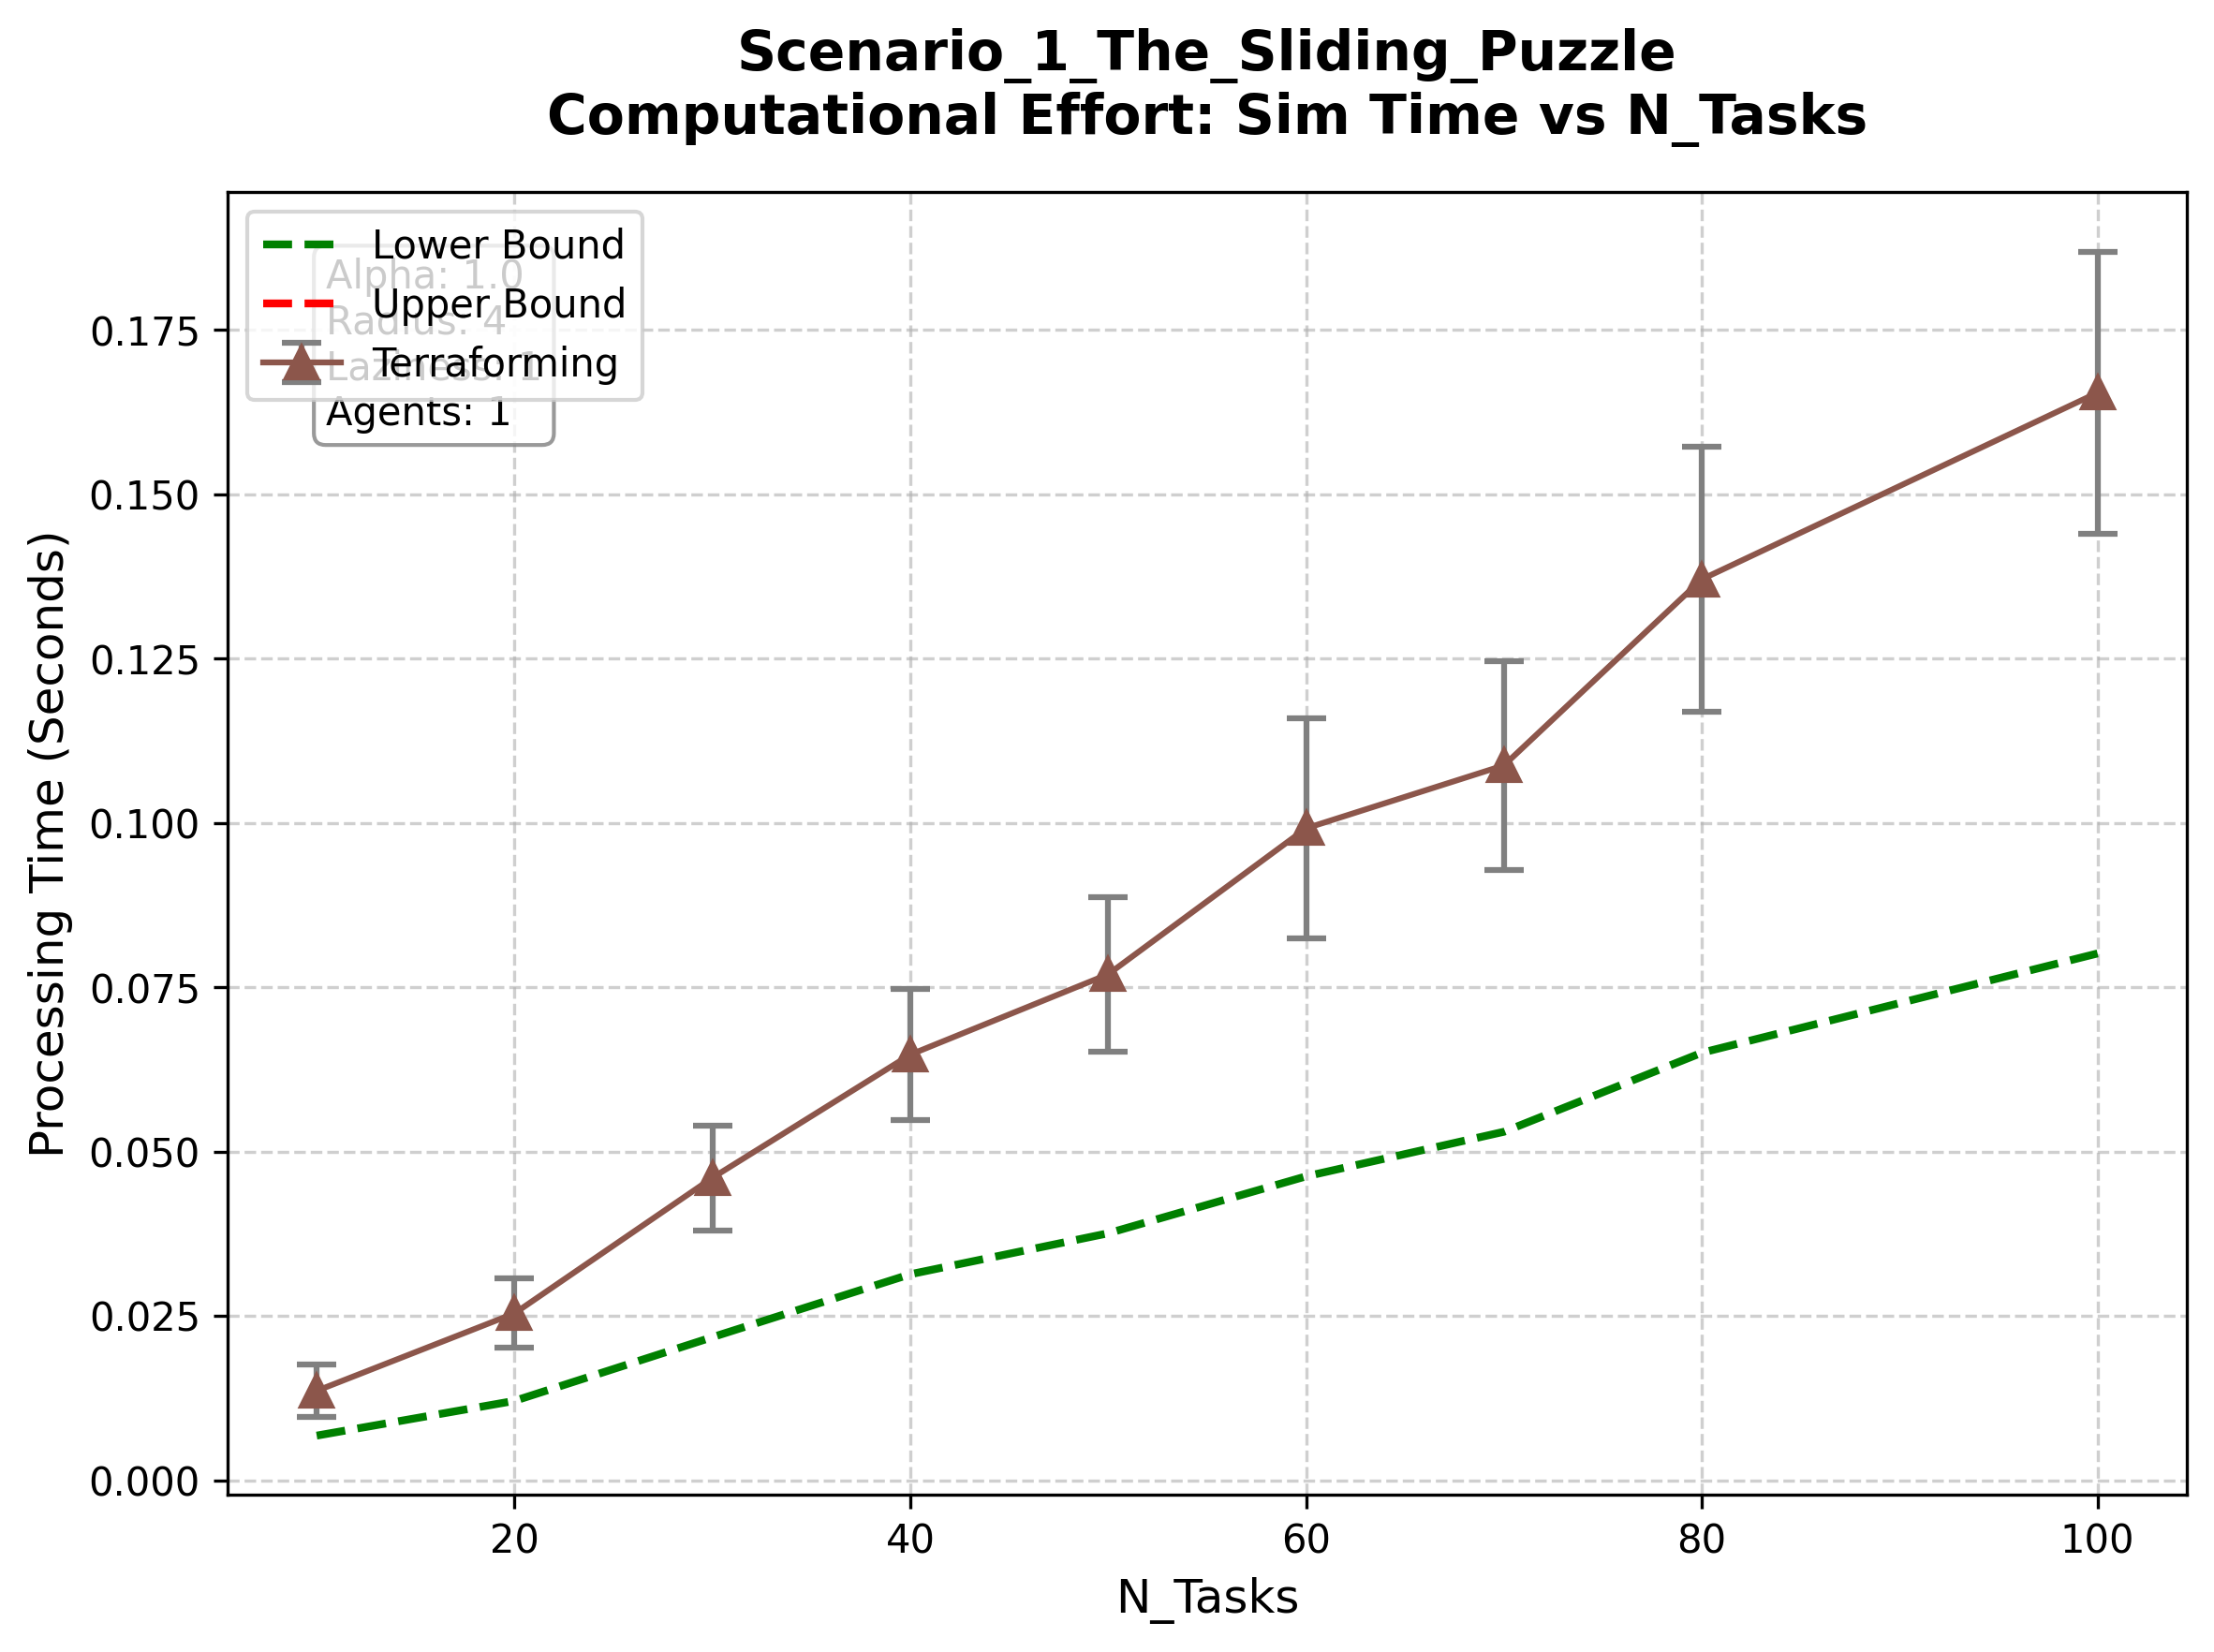 Scenario_1_The_Sliding_Puzzle
Computational Effort: Sim Time vs N_Tasks
Lower Bound
Upper Bound
Terraforming
Alpha: 1.0
Radius: 4
Laziness: 1
Agents: 1
Processing Time (Seconds)
0.175
0.150
0.125
0.100
0.075
0.050
0.025
0.000
20 40 60 80 100
N_Tasks